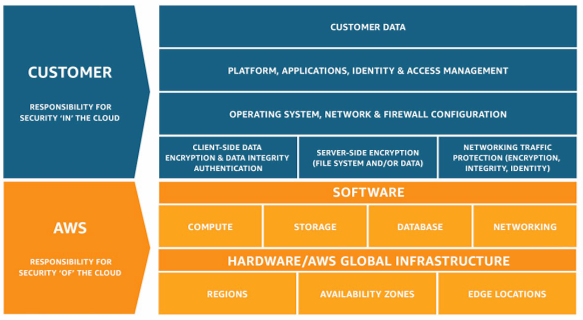 CUSTOMER
RESPONSIBILITY FOR
SECURITY ‘IN’ THE CLOUD
CUSTOMER DATA
PLATFORM, APPLICATIONS, IDENTITY & ACCESS MANAGEMENT
OPERATING SYSTEM, NETWORK & FIREWALL CONFIGURATION
CLIENT-SIDE DATA
ENCRYPTION & DATA INTEGRITY
AUTHENTICATION
SERVER-SIDE ENCRYPTION
(FILE SYSTEM AND/OR DATA)
NETWORKING TRAFFIC
PROTECTION (ENCRYPTION,
INTEGRITY, IDENTITY)
AWS
RESPONSIBILITY FOR
SECURITY ‘OF’ THE CLOUD
SOFTWARE
COMPUTE
STORAGE
DATABASE
NETWORKING
HARDWARE/AWS GLOBAL INFRASTRUCTURE
REGIONS
AVAILABILITY ZONES
EDGE LOCATIONS